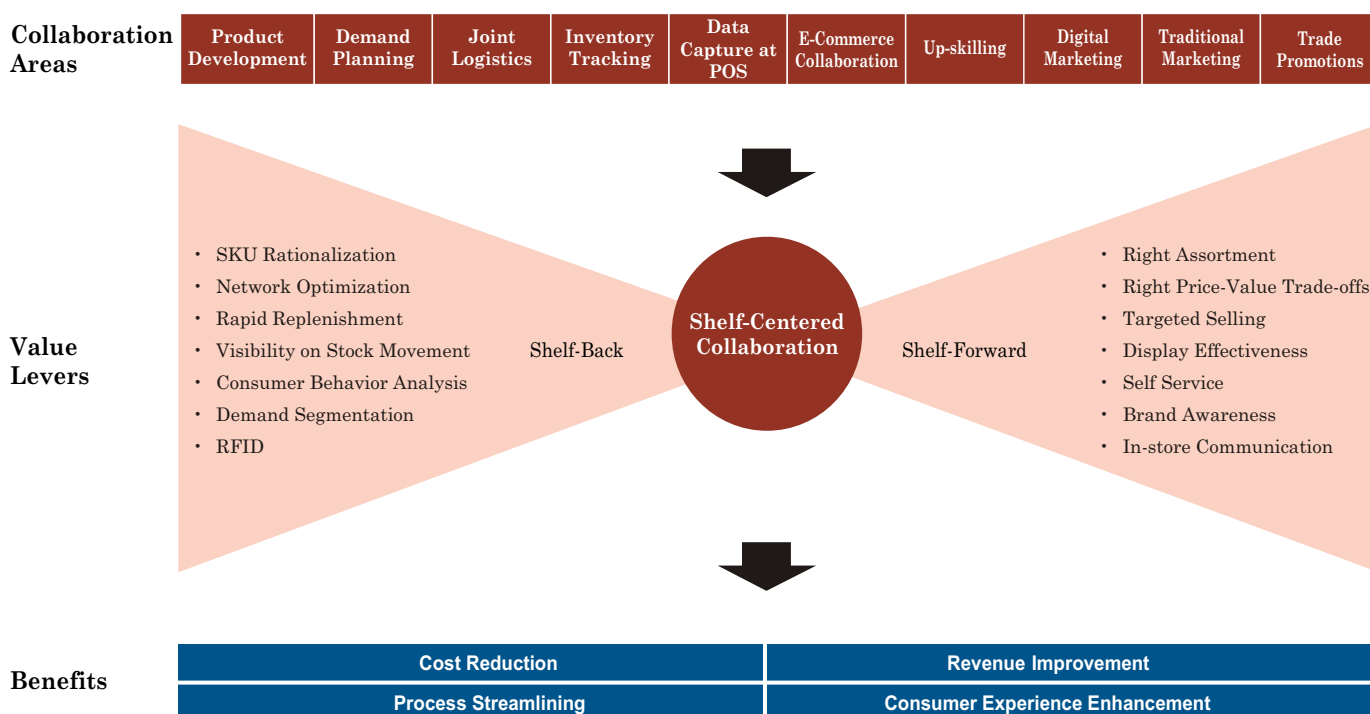 Collaboration
Areas
Product
Development
Demand
Planning
Joint
Logistics
Inventory
Tracking
Data
Capture at
POS
E-Commerce
Collaboration
Up-skilling
Digital
Marketing
Traditional
Marketing
Trade
Promotions
Value
Levers
• SKU Rationalization
• Network Optimization
• Rapid Replenishment
• Visibility on Stock Movement
• Consumer Behavior Analysis
• Demand Segmentation
• RFID
Shelf-Back
Shelf-Centered
Collaboration
Shelf-Forward
• Right Assortment
• Right Price-Value Trade-offs
• Targeted Selling
• Display Effectiveness
• Self Service
• Brand Awareness
• In-store Communication
Benefits
Cost Reduction
Revenue Improvement
Process Streamlining
Consumer Experience Enhancement